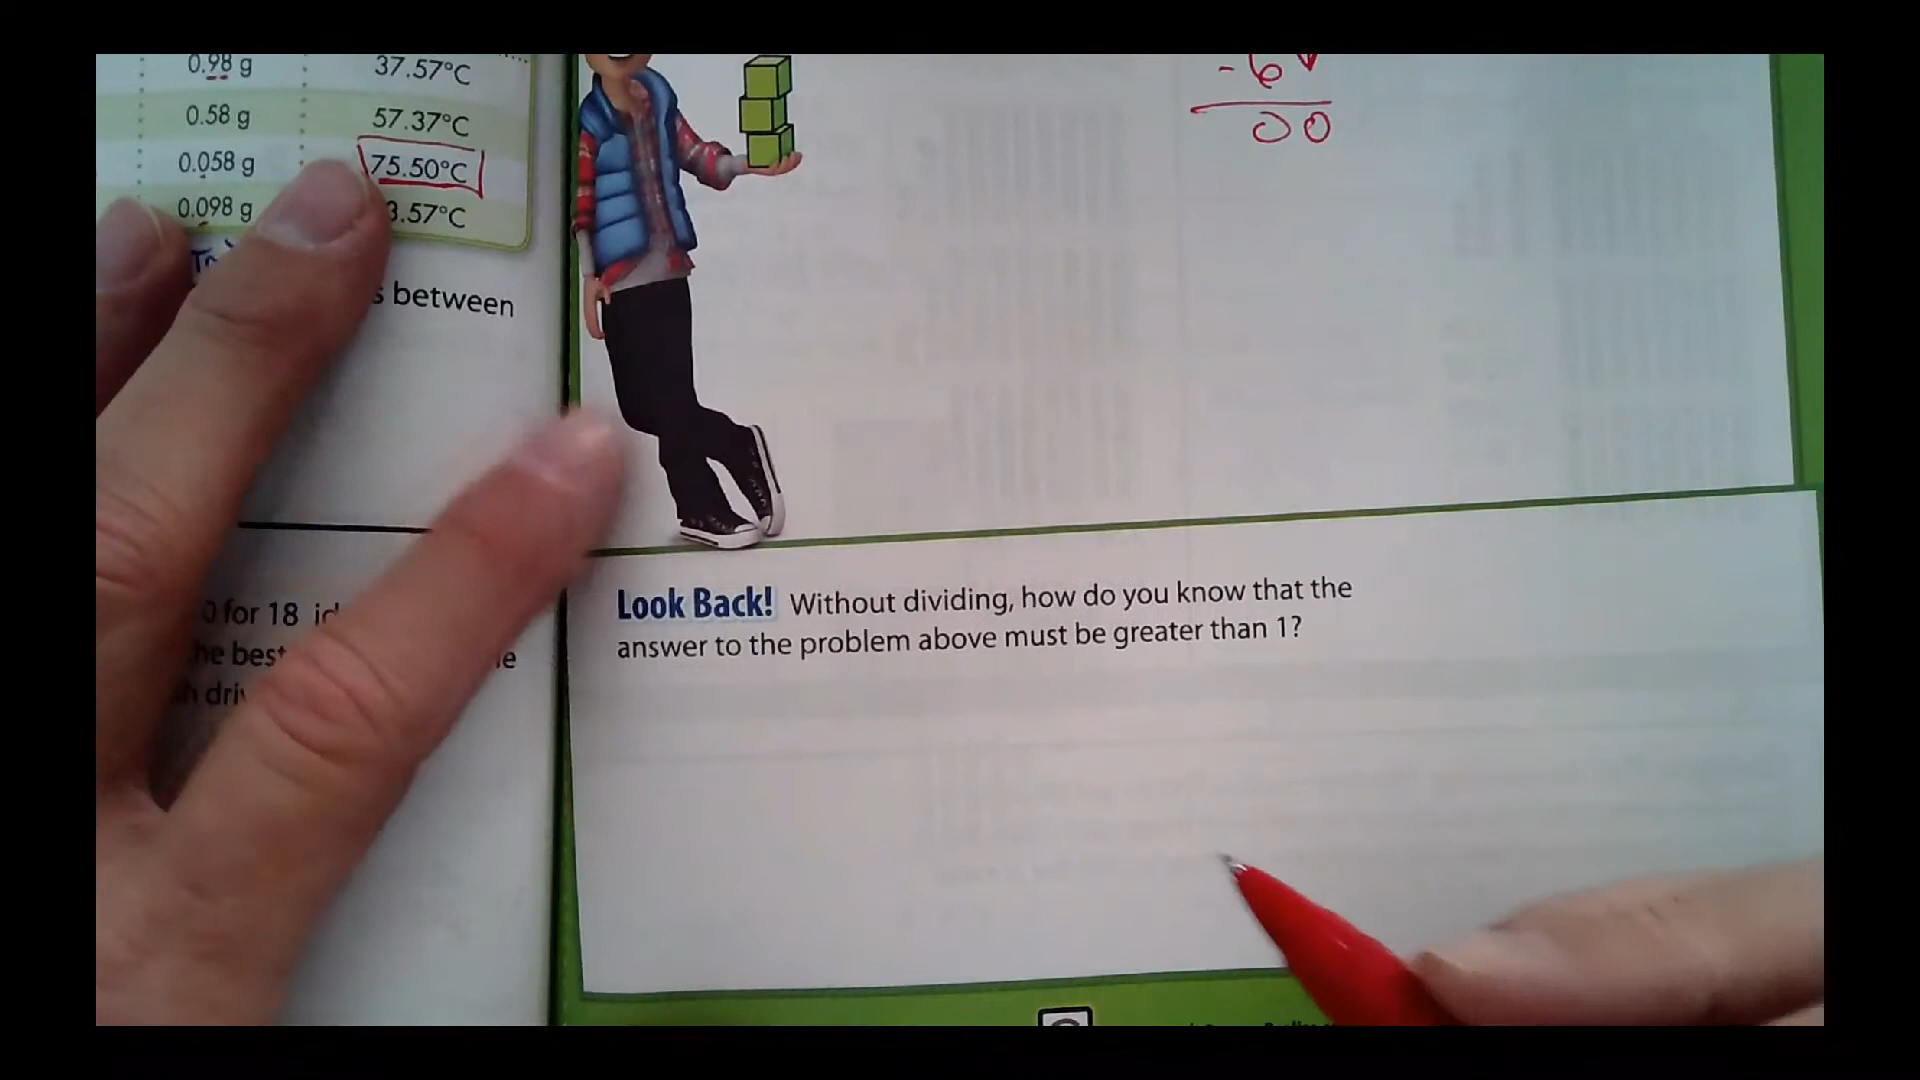 0.98 g 37.57°C
0.58 g 57.37°C
0.058 g 75.50°C
0.098 g 3.57°C
s between
0 for 18
he best
- 6
00
Look Back! Without dividing, how do you know that the
answer to the problem above must be greater than 1?